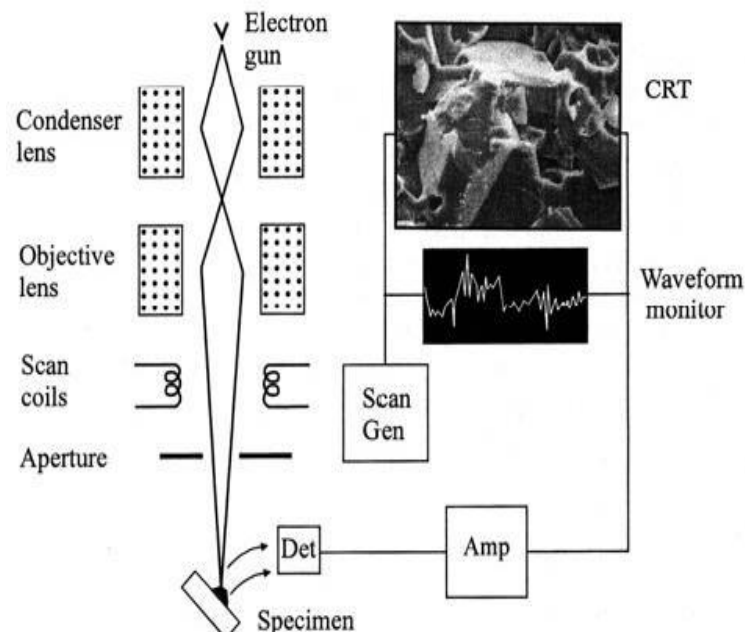 Electron
gun
Condenser
lens
CRT
Objective
lens
Waveform
monitor
Scan
coils
Scan
Gen
Aperture
Det
Amp
Specimen